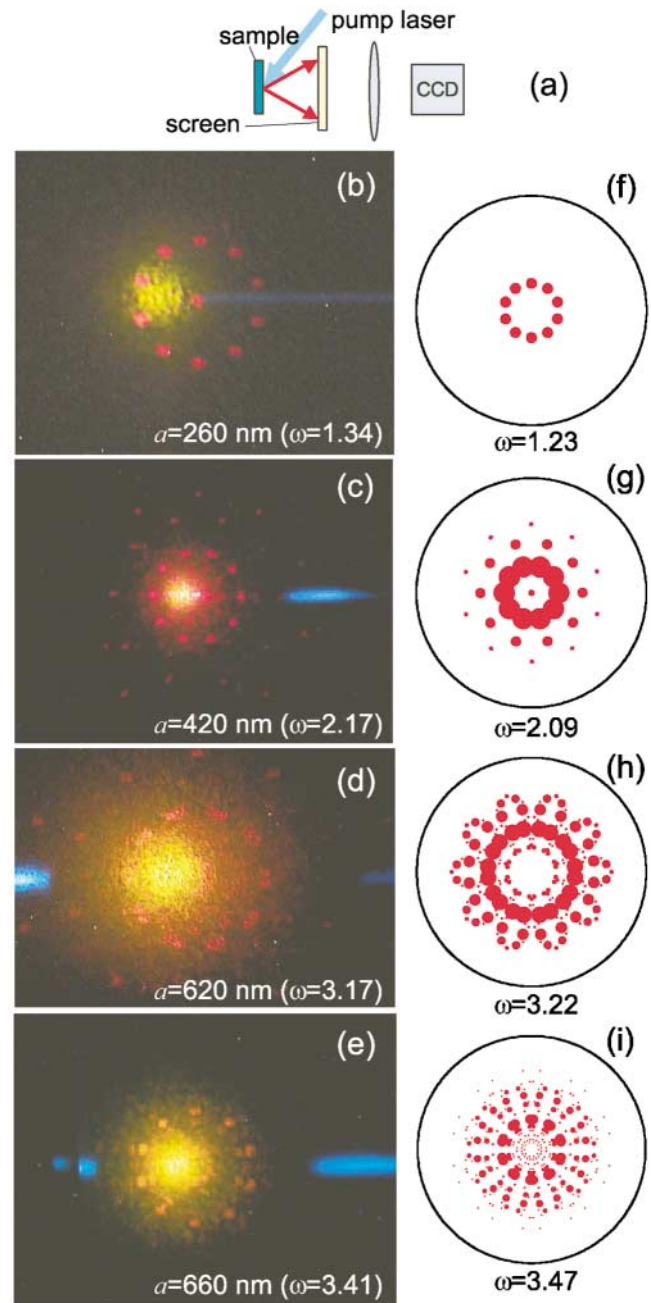 pump laser
sample
CCD
(a)
screen
(b)
a=260 nm (ω=1.34)
(f)
ω=1.23
(c)
a=420 nm (ω=2.17)
(g)
ω=2.09
(d)
a=620 nm (ω=3.17)
(h)
ω=3.22
(e)
a=660 nm (ω=3.41)
(i)
ω=3.47